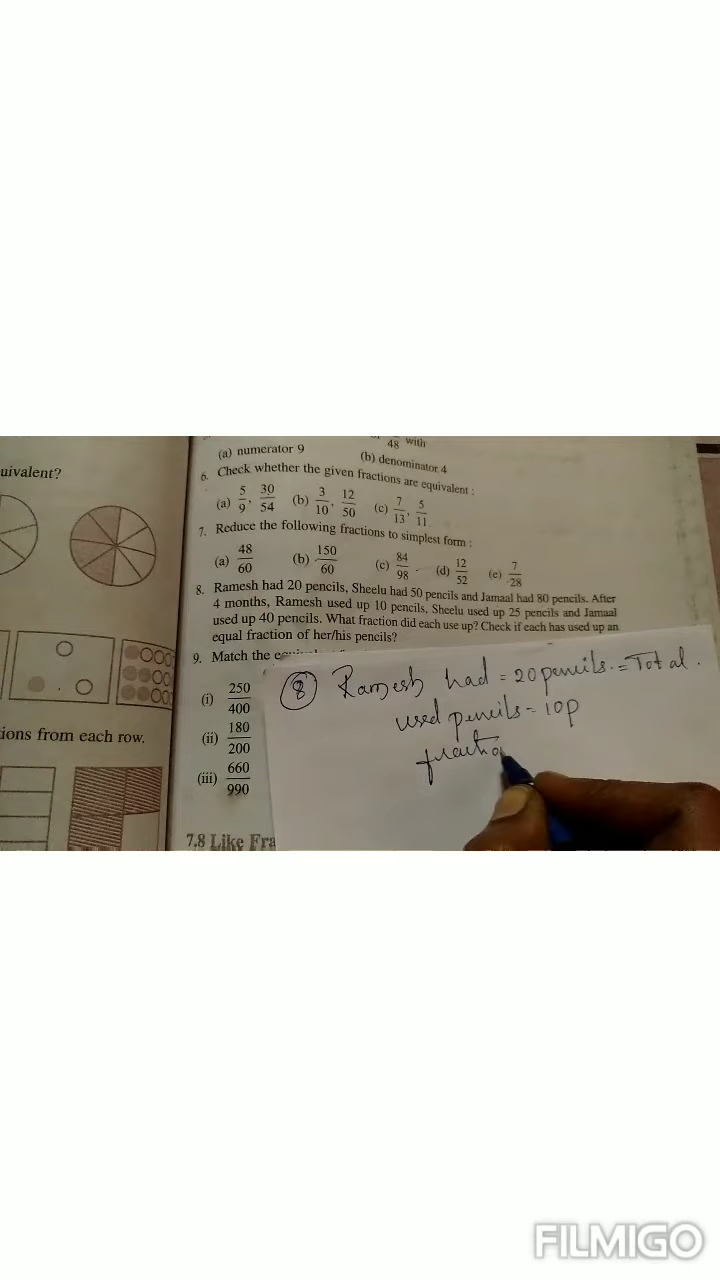 48 with
(a) numerator 9 (b) denominator 4
uivalent?
6. Check whether the given fractions are equivalent :
(a) 5/9, 30/54 (b) 3/10, 12/50 (c) 7/13, 5/11
7. Reduce the following fractions to simplest form :
(a) 48/60 (b) 150/60 (c) 84/98 (d) 12/52 (e) 7/28
8. Ramesh had 20 pencils, Sheelu had 50 pencils and Jamaal had 80 pencils. After
4 months, Ramesh used up 10 pencils, Sheelu used up 25 pencils and Jamaal
used up 40 pencils. What fraction did each use up? Check if each has used up an
equal fraction of her/his pencils?
9. Match the
(i) 250/400
(ii) 180/200
(iii) 660/990
ions from each row.
7.8 Like Fra
8 Ramesh had = 20 pencils. = Total.
used pencils = 10p
fractio
FILMIGO